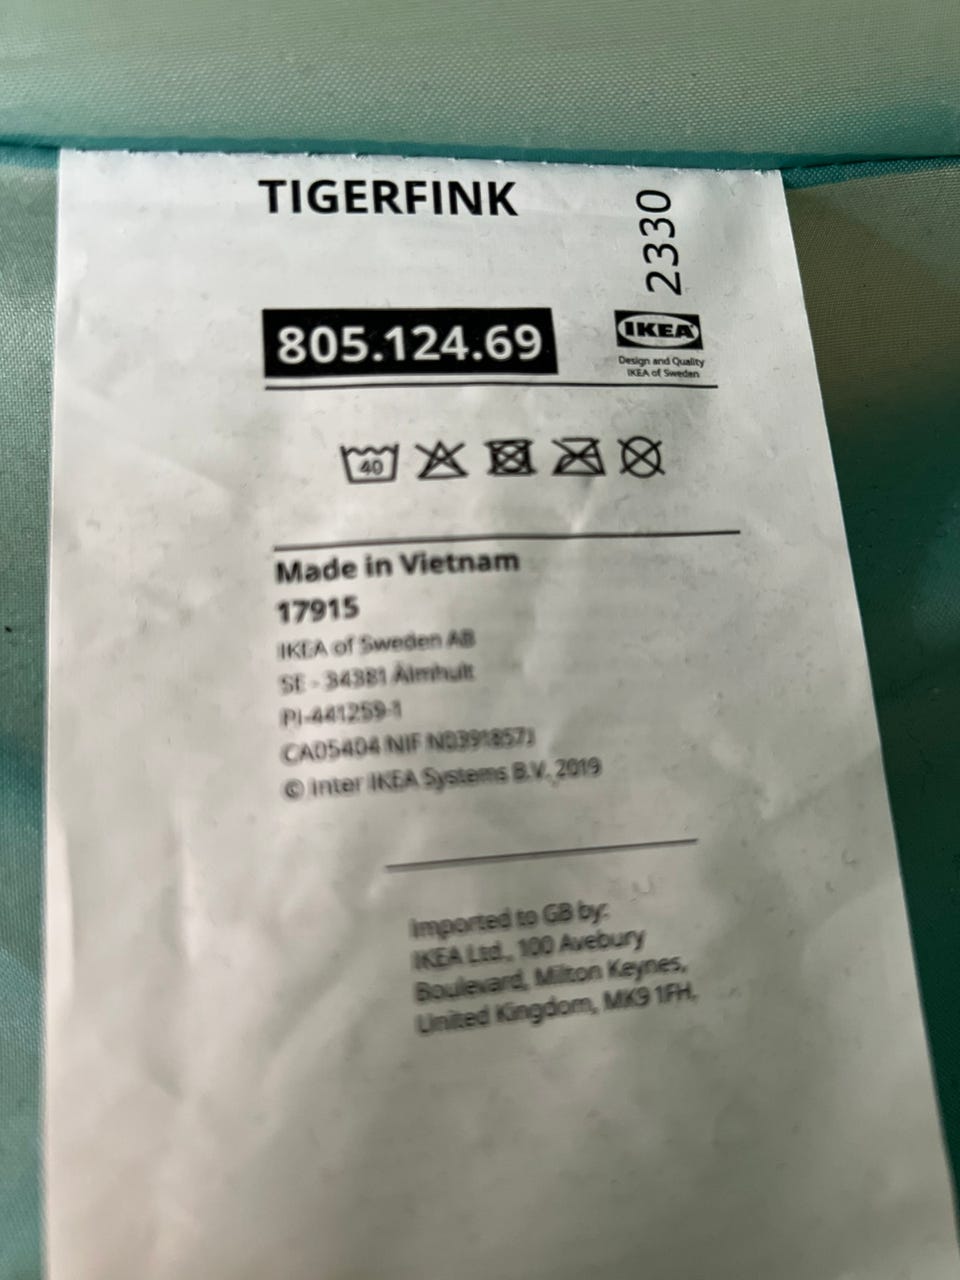 TIGERFINK
2330
805.124.69
IKEA
Design and Quality
IKEA of Sweden
40
Made in Vietnam
17915
IKEA of Sweden AB
SE - 34381 Älmhult
PI-441259-1
CA05404 NIF N0391857J
© Inter IKEA Systems B.V. 2019
Imported to GB by:
IKEA Ltd., 100 Avebury
Boulevard, Milton Keynes,
United Kingdom, MK9 1FH.